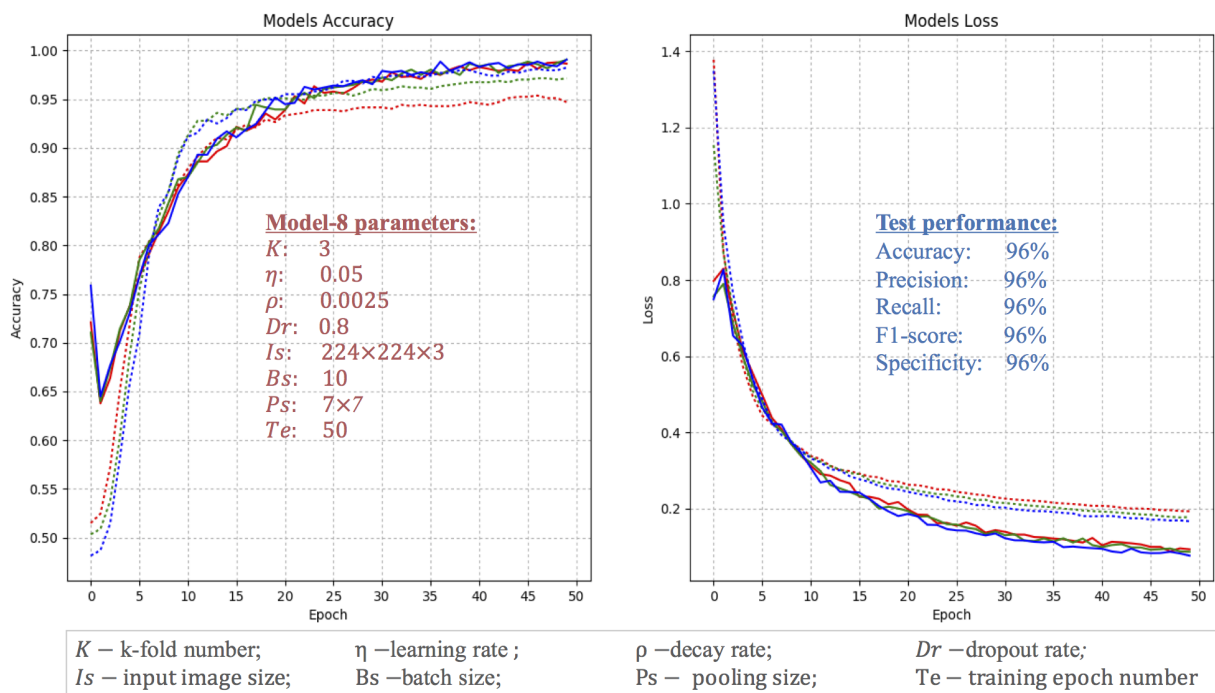 Models Accuracy
1.00
0.95
0.90
0.85
0.80
0.75
0.70
0.65
0.60
0.55
0.50
Accuracy
Model-8 parameters:
K: 3
η: 0.05
ρ: 0.0025
Dr: 0.8
Is: 224×224×3
Bs: 10
Ps: 7×7
Te: 50
0 5 10 15 20 25 30 35 40 45 50
Epoch
Models Loss
1.4
1.2
1.0
0.8
0.6
0.4
0.2
Loss
Test performance:
Accuracy: 96%
Precision: 96%
Recall: 96%
F1-score: 96%
Specificity: 96%
0 5 10 15 20 25 30 35 40 45 50
Epoch
K – k-fold number; η –learning rate ; ρ –decay rate; Dr –dropout rate;
Is – input image size; Bs –batch size; Ps – pooling size; Te – training epoch number